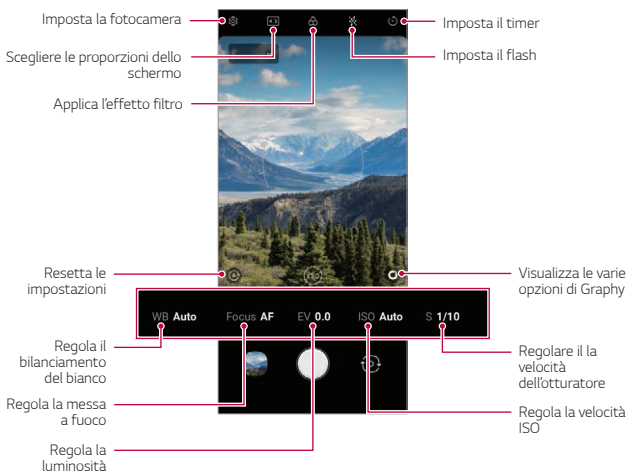 Imposta la fotocamera
Imposta il timer
Scegliere le proporzioni dello
schermo
Imposta il flash
Applica l'effetto filtro
Resetta le
impostazioni
Visualizza le varie
opzioni di Graphy
WB Auto
Focus AF
EV 0.0
ISO Auto
S 1/10
Regola il
bilanciamento
del bianco
Regolare il la
velocità
dell'otturatore
Regola la messa
a fuoco
Regola la velocità
ISO
Regola la
luminosità